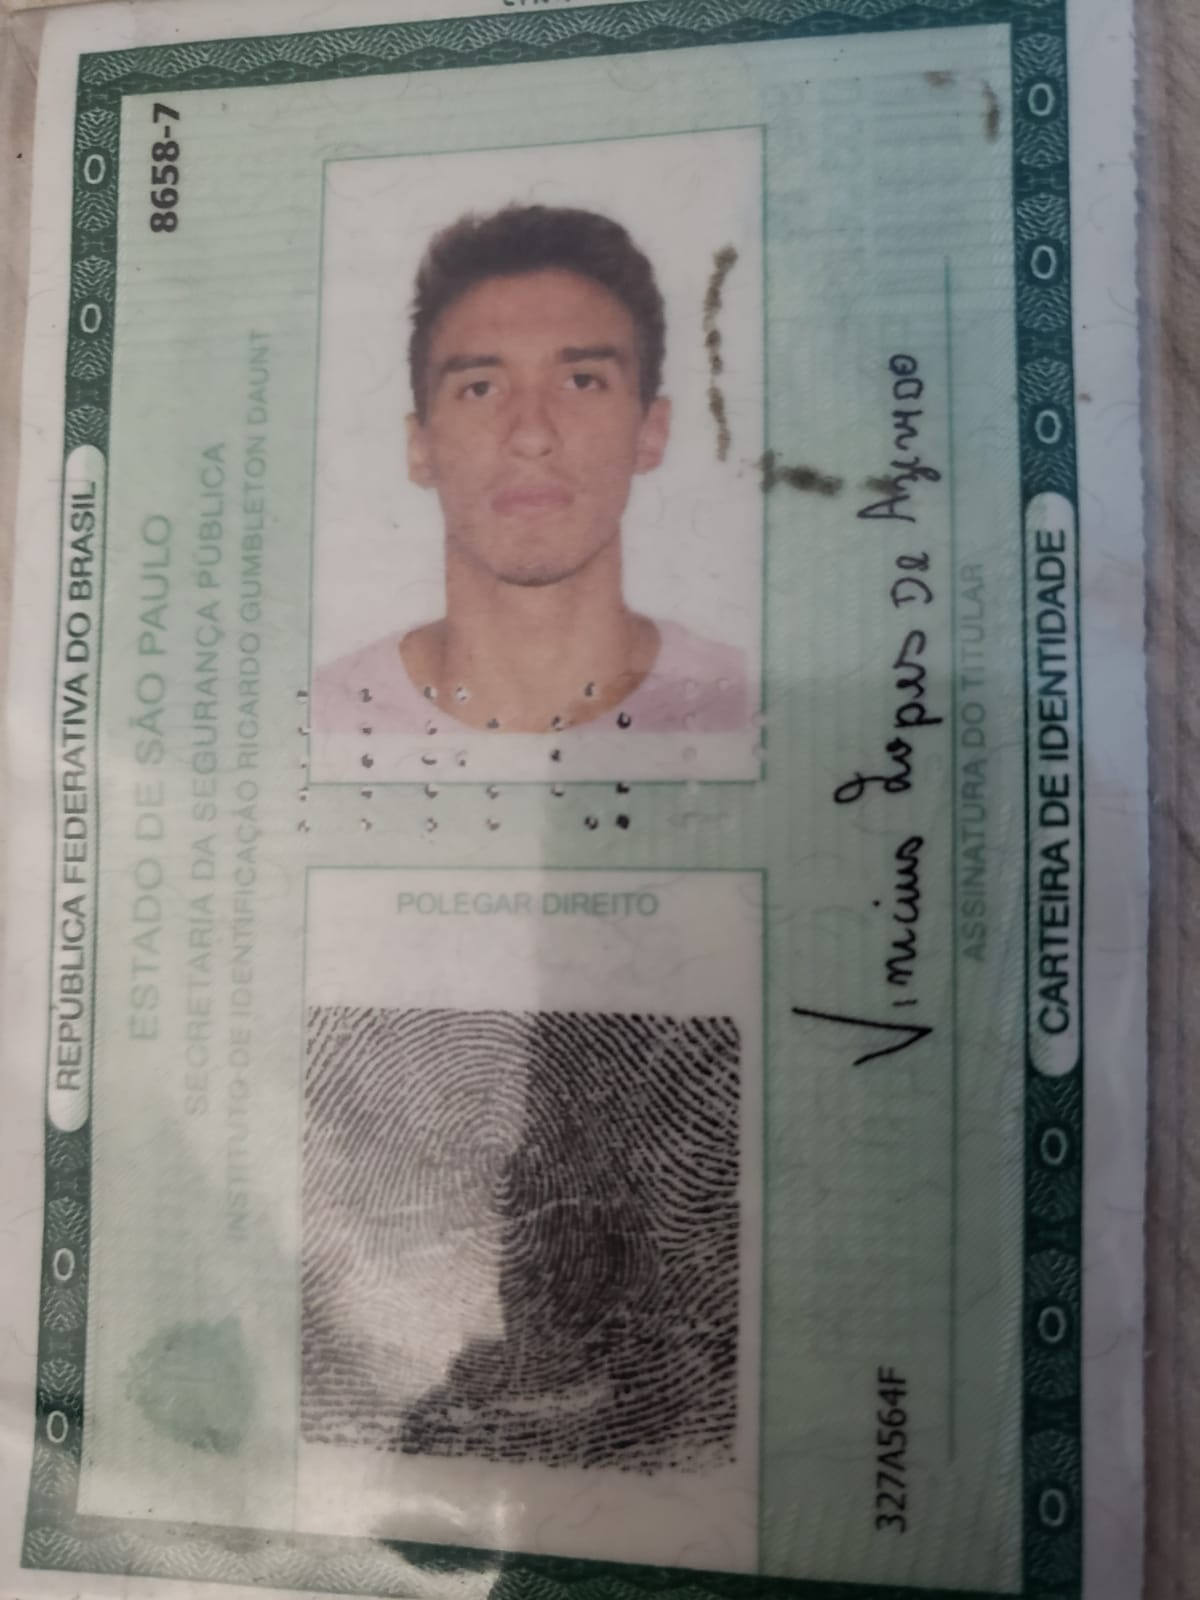 REPÚBLICA FEDERATIVA DO BRASIL
8658-7
ESTADO DE SÃO PAULO
SECRETARIA DA SEGURANÇA PÚBLICA
INSTITUTO DE IDENTIFICAÇÃO RICARDO GUMBLETON DAUNT
POLEGAR DIREITO
Vinicius Lopes De Azevedo
327A564F
ASSINATURA DO TITULAR
CARTEIRA DE IDENTIDADE